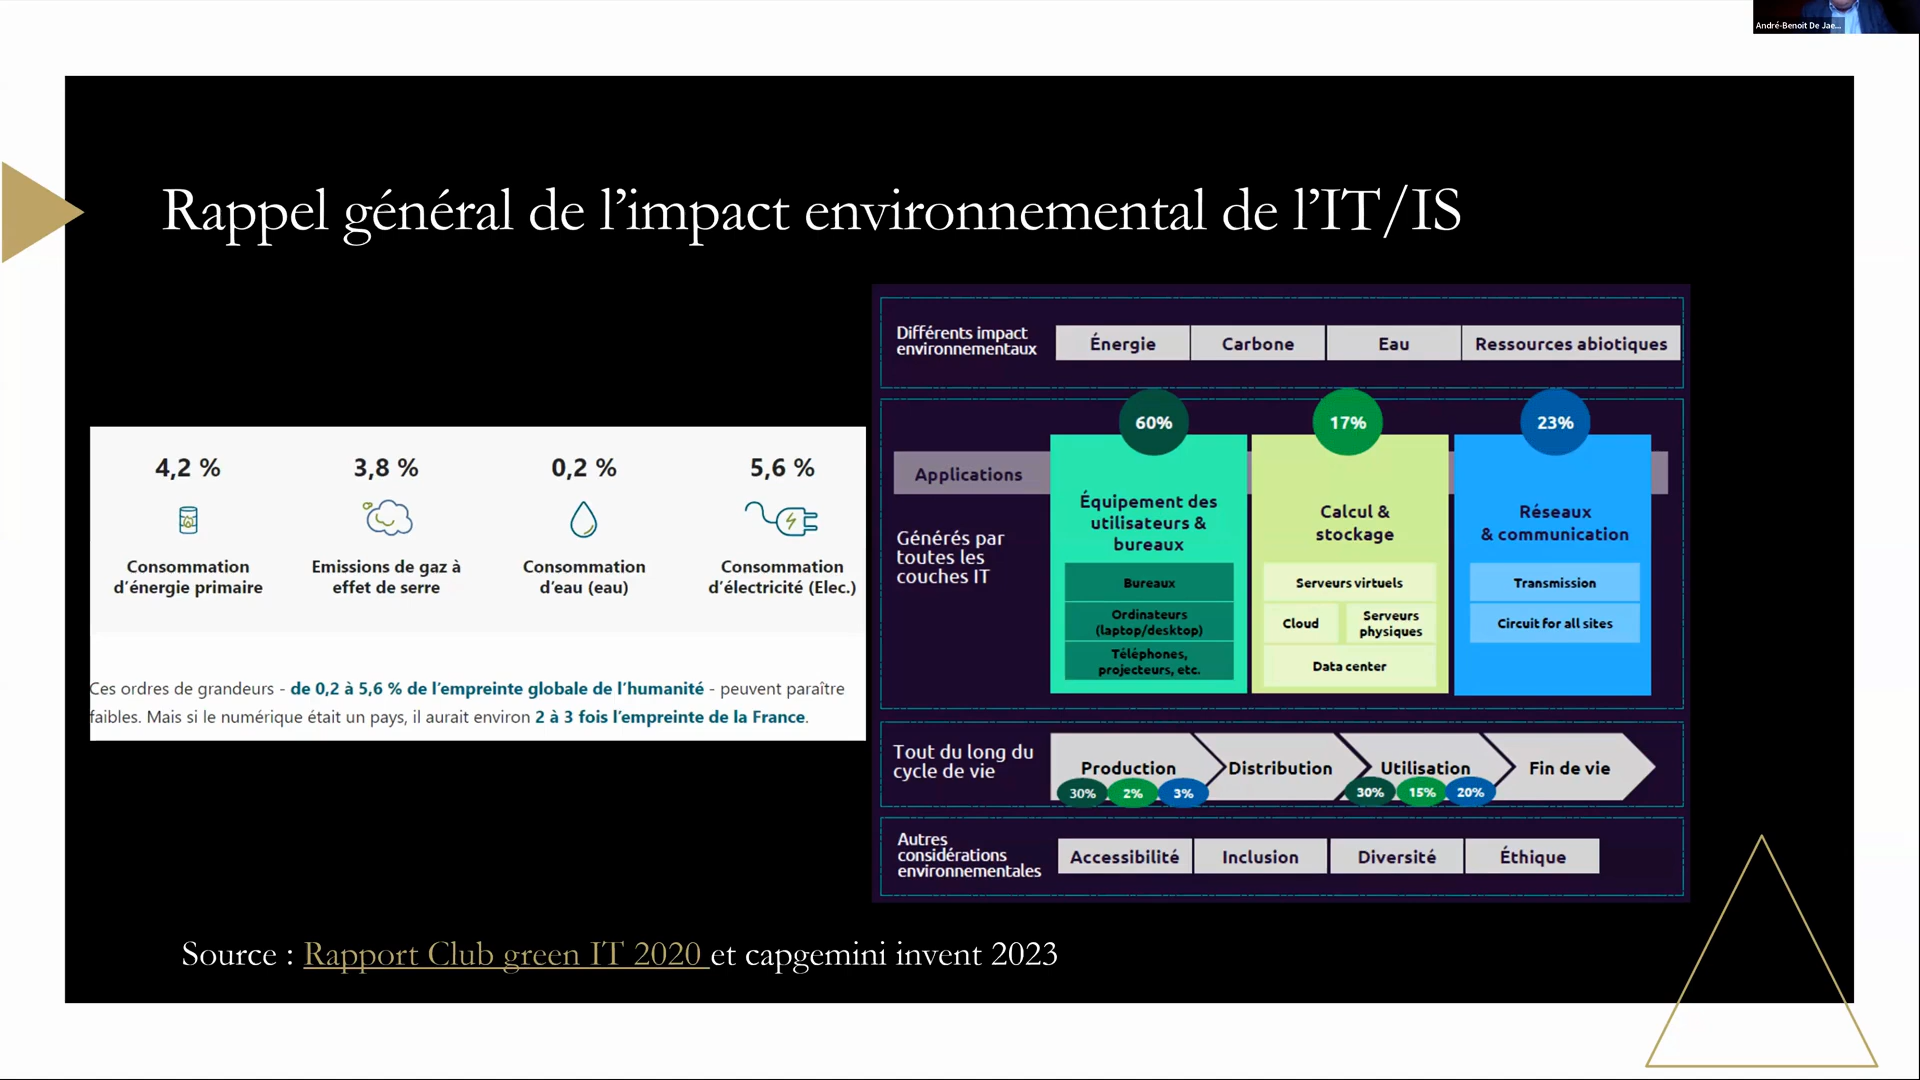 André-Benoit De Jae...
Rappel général de l’impact environnemental de l’IT/IS
4,2 %
3,8 %
0,2 %
5,6 %
Consommation
d’énergie primaire
Emissions de gaz à
effet de serre
Consommation
d’eau (eau)
Consommation
d’électricité (Elec.)
Ces ordres de grandeurs - de 0,2 à 5,6 % de l’empreinte globale de l’humanité - peuvent paraître
faibles. Mais si le numérique était un pays, il aurait environ 2 à 3 fois l’empreinte de la France.
Différents impact
environnementaux
Énergie
Carbone
Eau
Ressources abiotiques
60%
17%
23%
Applications
Générés par
toutes les
couches IT
Équipement des
utilisateurs &
bureaux
Bureaux
Ordinateurs
(laptop/desktop)
Téléphones,
projecteurs, etc.
Calcul &
stockage
Serveurs virtuels
Cloud
Serveurs
physiques
Data center
Réseaux
& communication
Transmission
Circuit for all sites
Tout du long du
cycle de vie
Production
Distribution
Utilisation
Fin de vie
30%
2%
3%
30%
15%
20%
Autres
considérations
environnementales
Accessibilité
Inclusion
Diversité
Éthique
Source : Rapport Club green IT 2020 et capgemini invent 2023